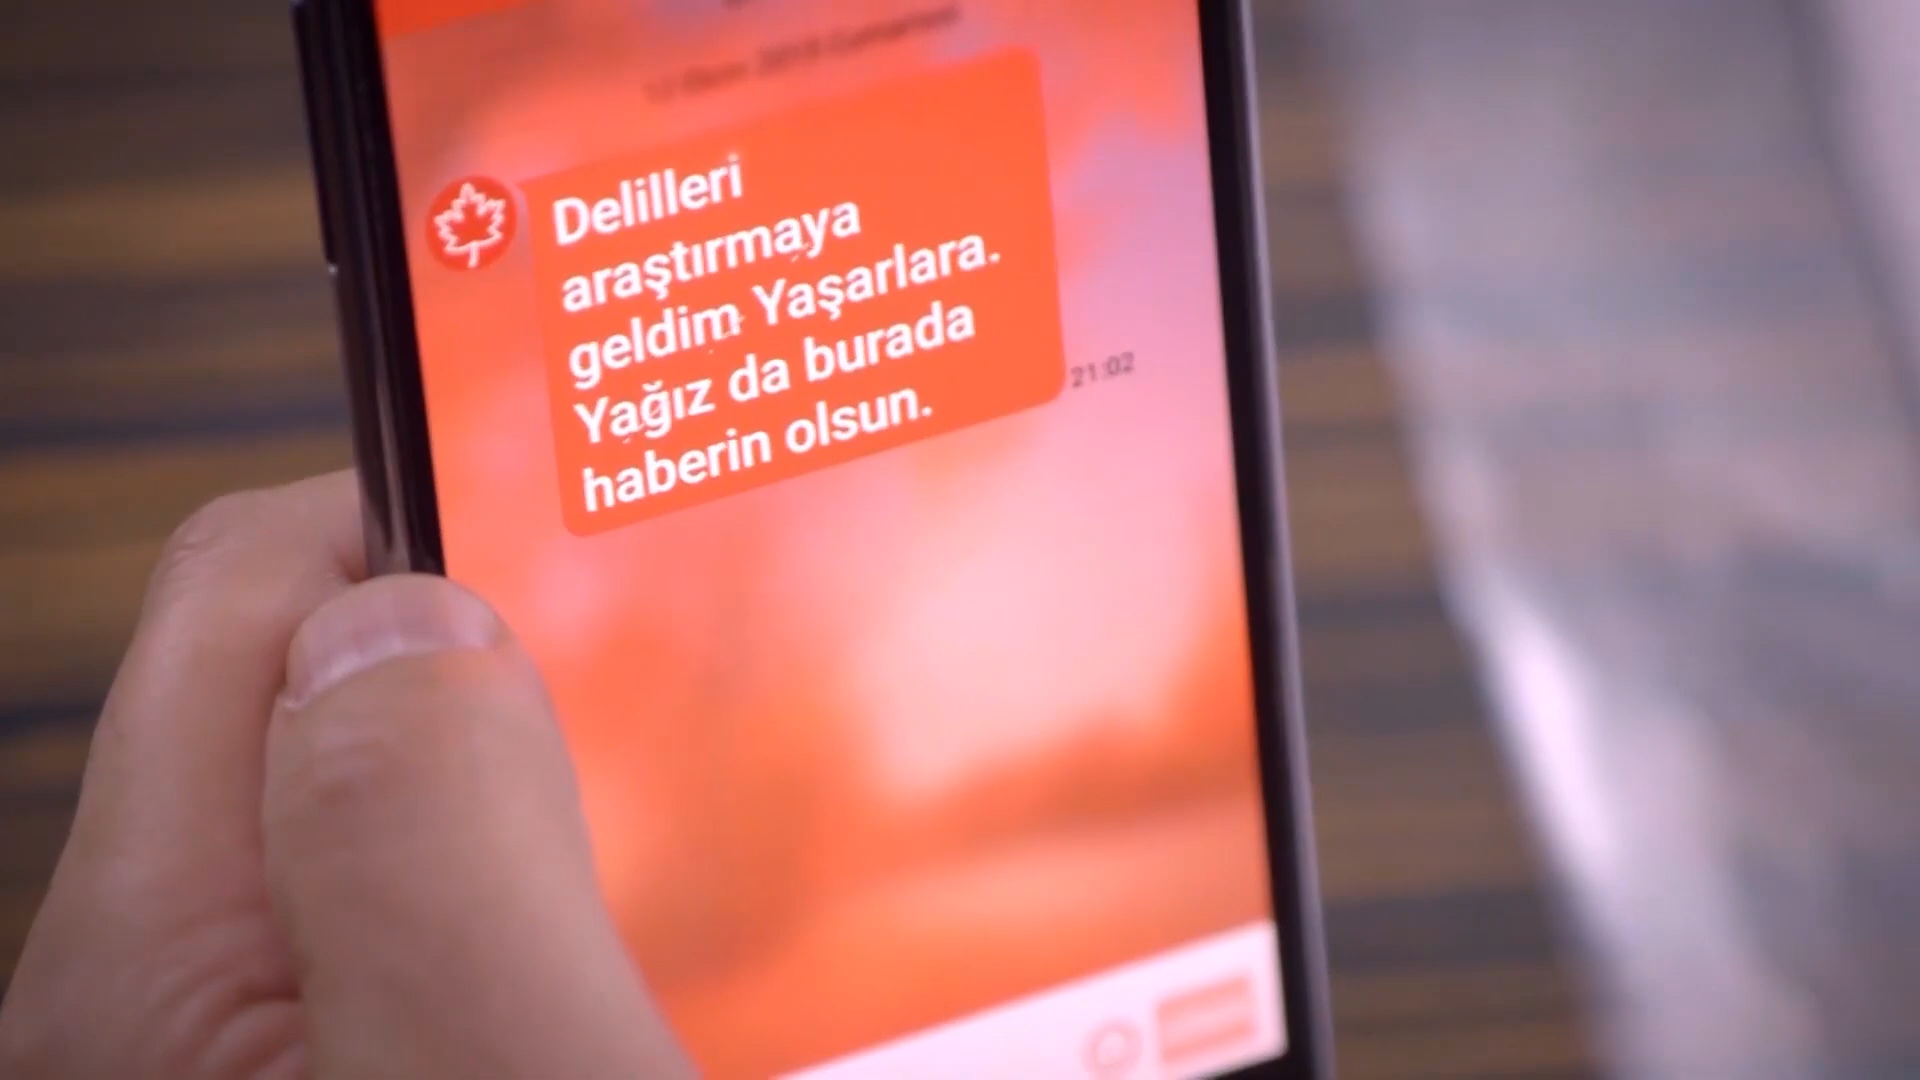 Delilleri
araştırmaya
geldim Yaşarlara.
Yağız da burada
haberin olsun.
21:02